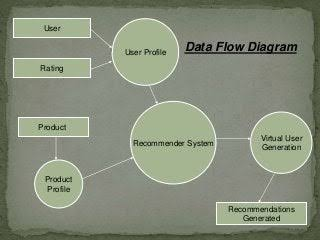 User
User Profile
Data Flow Diagram
Rating
Product
Recommender System
Virtual User
Generation
Product
Profile
Recommendations
Generated